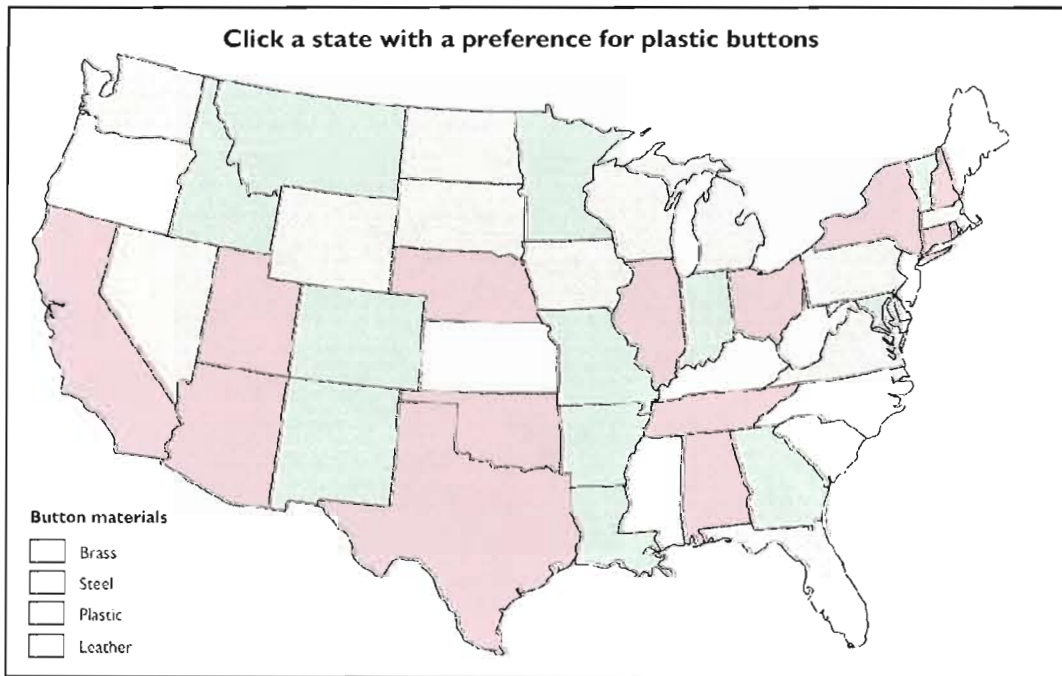 Click a state with a preference for plastic buttons
Button materials
Brass
Steel
Plastic
Leather